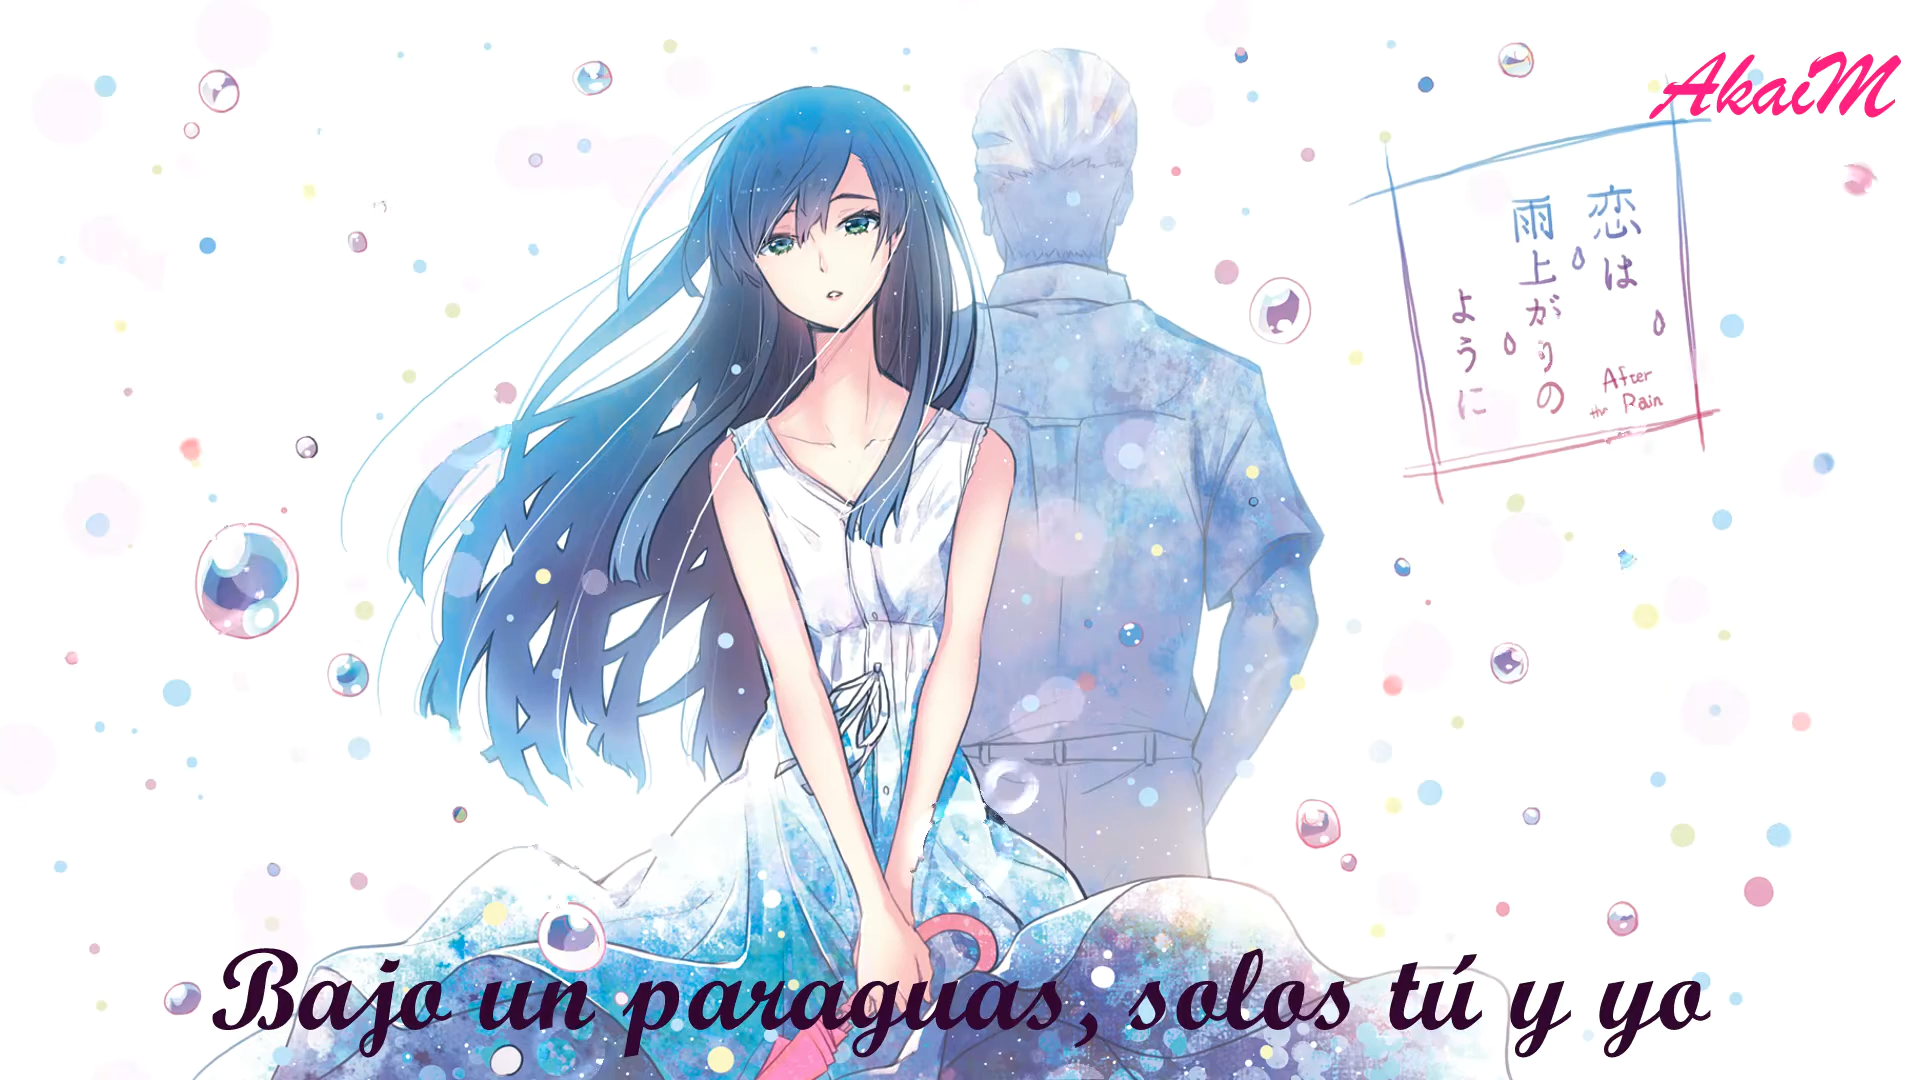 AkaiM
恋は
雨上がりの
ように
After
the Rain
Bajo un paraguas, solos tú y yo